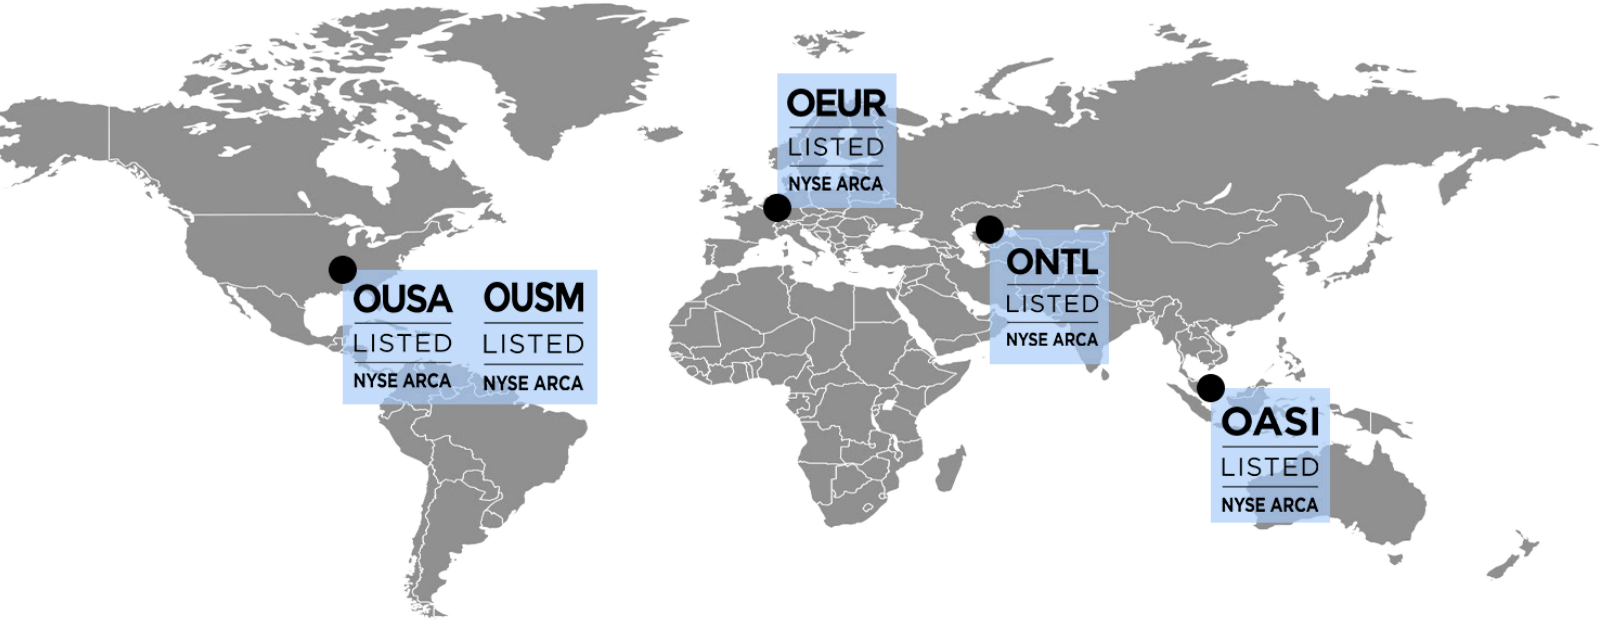 OEUR
LISTED
NYSE ARCA
ONTL
LISTED
NYSE ARCA
OUSA OUSM
LISTED LISTED
NYSE ARCA NYSE ARCA
OASI
LISTED
NYSE ARCA